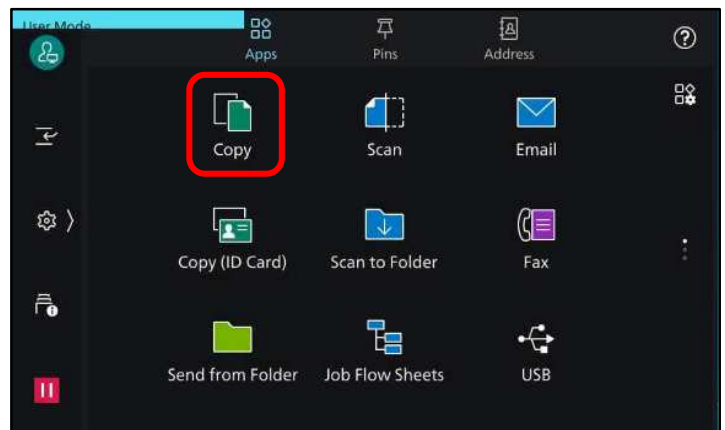 User Mode
Apps
Pins
Address
Copy
Scan
Email
Copy (ID Card)
Scan to Folder
Fax
Send from Folder
Job Flow Sheets
USB